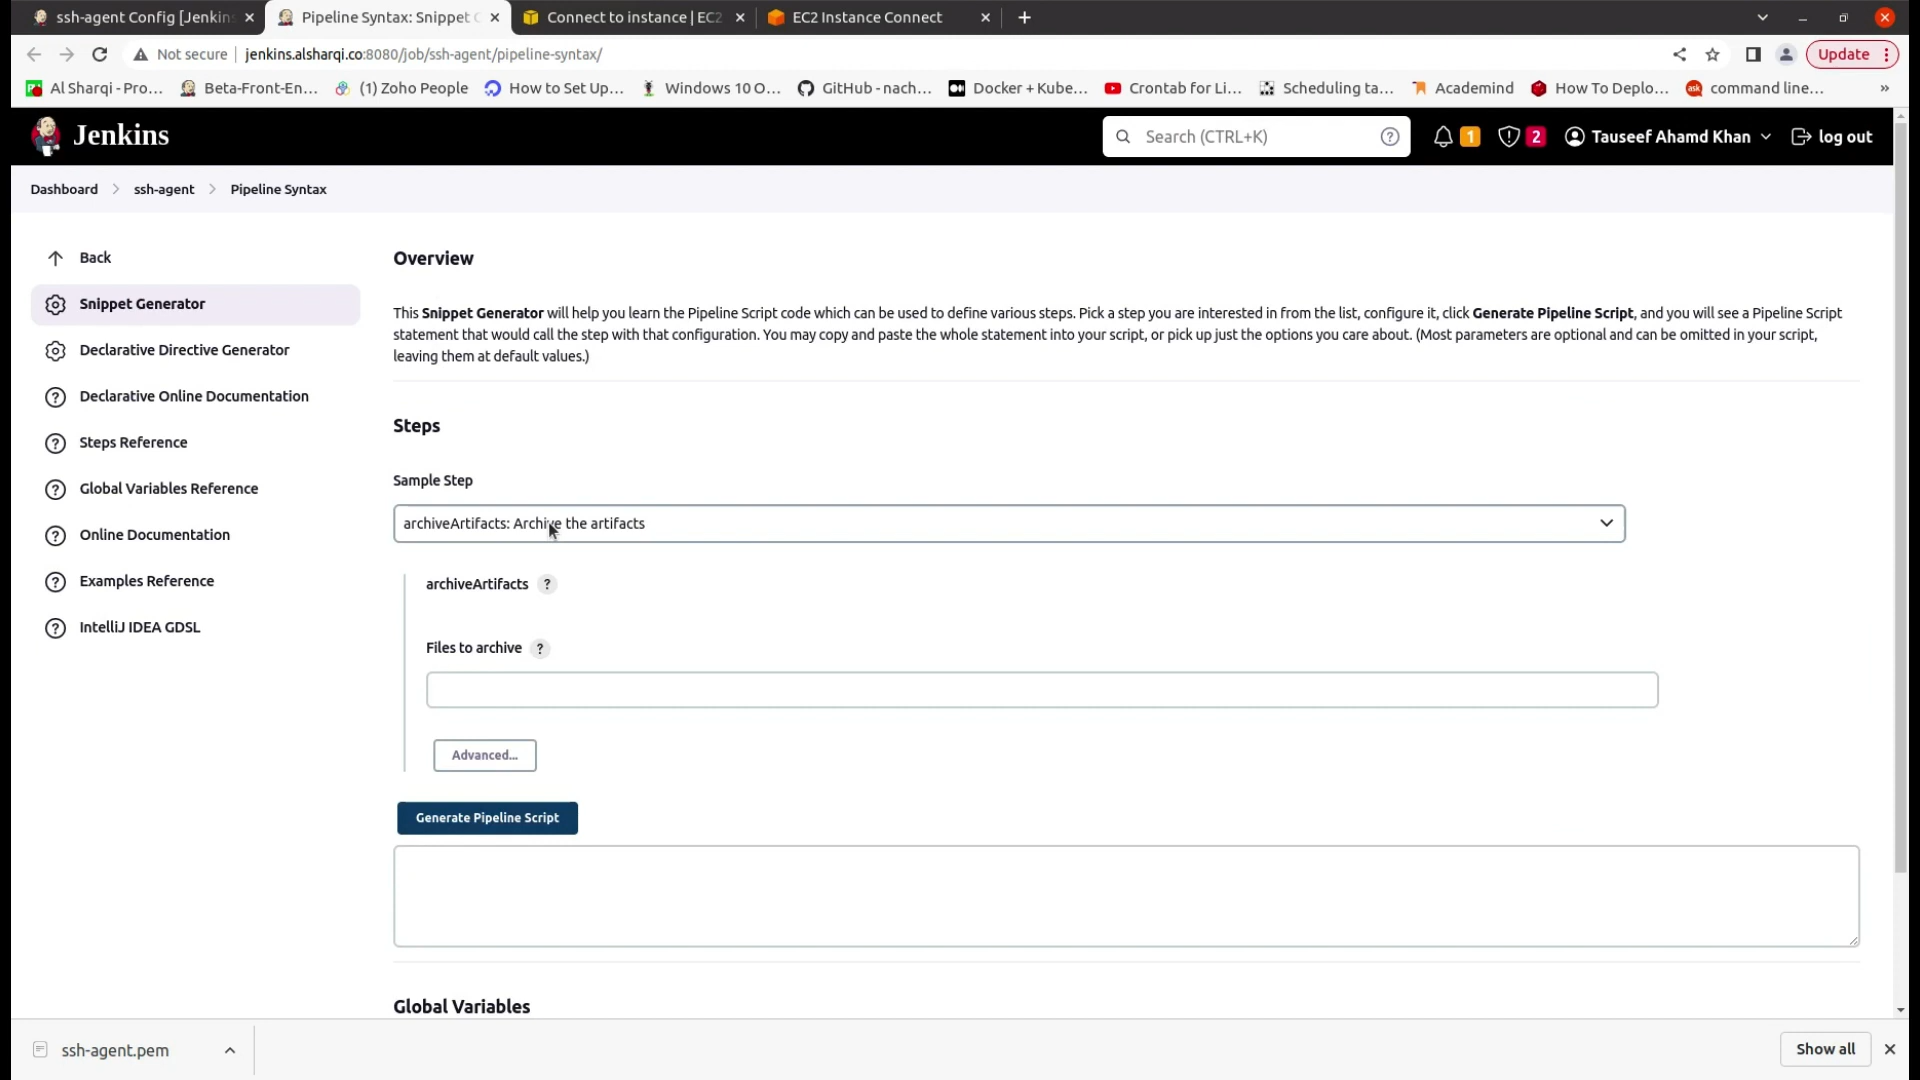 ssh-agent Config [Jenkins
Pipeline Syntax: Snippet G
Connect to instance | EC2
EC2 Instance Connect
Not secure
jenkins.alsharqi.co:8080/job/ssh-agent/pipeline-syntax/
Update
Al Sharqi - Pro...
Beta-Front-En...
(1) Zoho People
How to Set Up...
Windows 10 O...
GitHub - nach...
Docker + Kube...
Crontab for Li...
Scheduling ta...
Academind
How To Deplo...
command line...
»
Jenkins
Search (CTRL+K)
?
1
2
Tauseef Ahamd Khan
log out
Dashboard
ssh-agent
Pipeline Syntax
Back
Snippet Generator
Declarative Directive Generator
Declarative Online Documentation
Steps Reference
Global Variables Reference
Online Documentation
Examples Reference
IntelliJ IDEA GDSL
Overview
This Snippet Generator will help you learn the Pipeline Script code which can be used to define various steps. Pick a step you are interested in from the list, configure it, click Generate Pipeline Script, and you will see a Pipeline Script
statement that would call the step with that configuration. You may copy and paste the whole statement into your script, or pick up just the options you care about. (Most parameters are optional and can be omitted in your script,
leaving them at default values.)
Steps
Sample Step
archiveArtifacts: Archive the artifacts
archiveArtifacts ?
Files to archive ?
Advanced...
Generate Pipeline Script
Global Variables
ssh-agent.pem
Show all